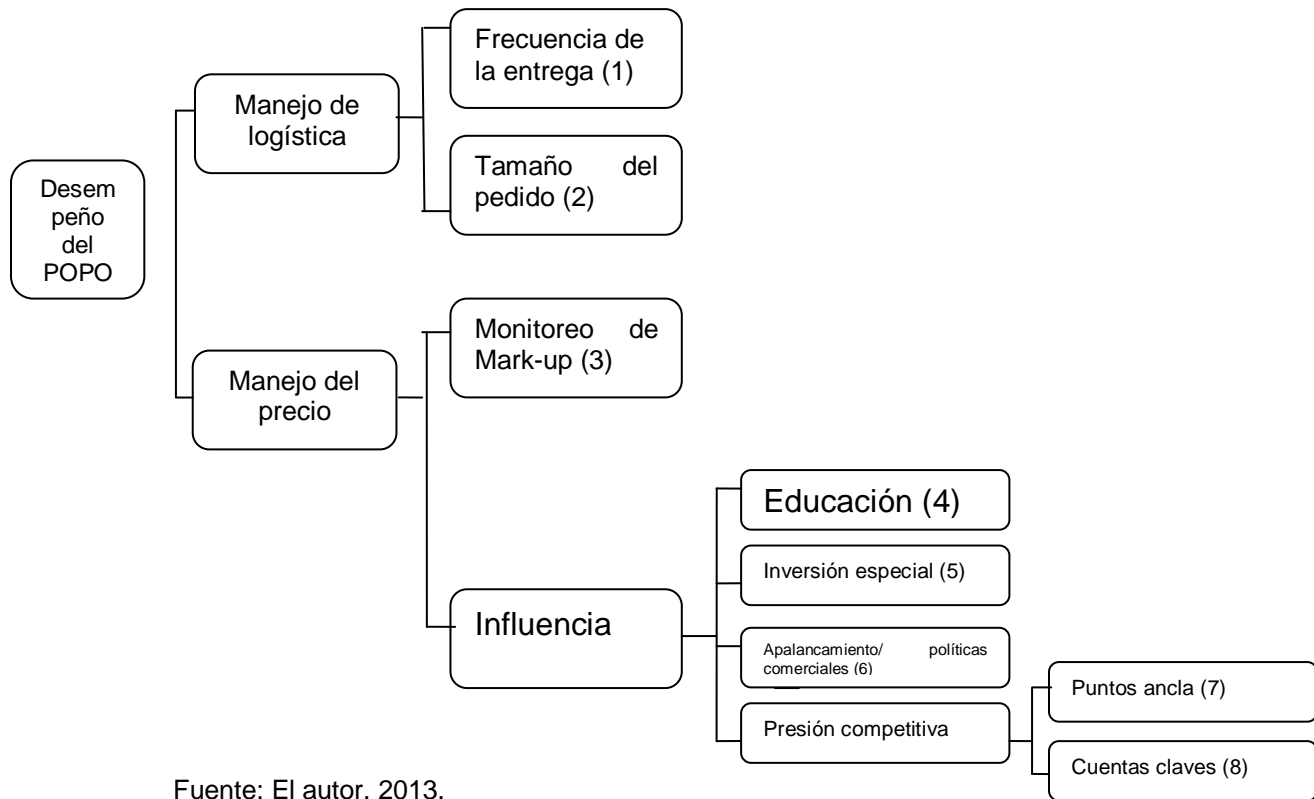 Desem
peño
del
POPO
Manejo de
logística
Frecuencia de
la entrega (1)
Tamaño del
pedido (2)
Manejo del
precio
Monitoreo de
Mark-up (3)
Influencia
Educación (4)
Inversión especial (5)
Apalancamiento/ políticas
comerciales (6)
Presión competitiva
Puntos ancla (7)
Cuentas claves (8)
Fuente: El autor. 2013.